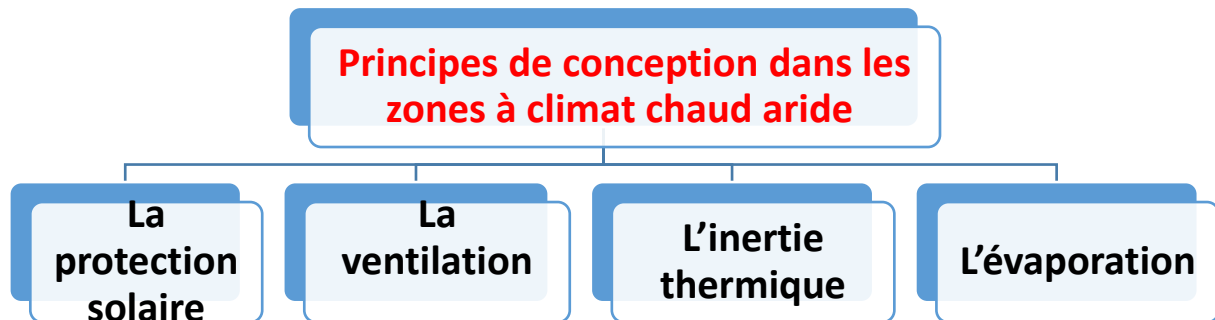 Principes de conception dans les
zones à climat chaud aride
La
protection
solaire
La
ventilation
L’inertie
thermique
L’évaporation